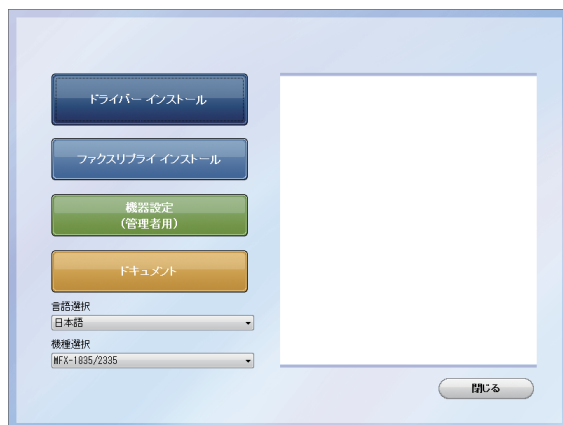 ドライバー インストール
ファクスリプライ インストール
機器設定
（管理者用）
ドキュメント
言語選択
日本語
機種選択
MFX-1835/2335
閉じる